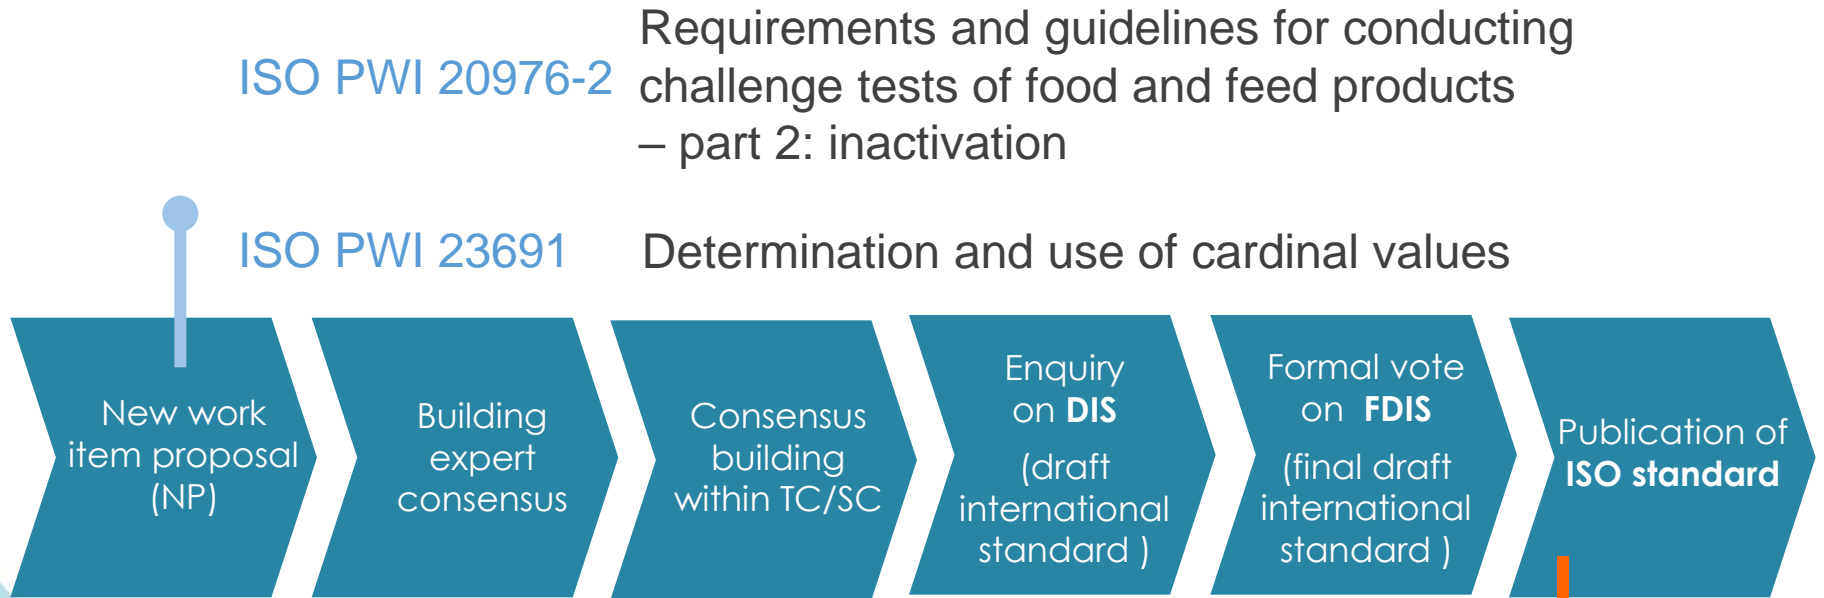 ISO PWI 20976-2
Requirements and guidelines for conducting
challenge tests of food and feed products
– part 2: inactivation
ISO PWI 23691
Determination and use of cardinal values
New work
item proposal
(NP)
Building
expert
consensus
Consensus
building
within TC/SC
Enquiry
on DIS
(draft
international
standard )
Formal vote
on FDIS
(final draft
international
standard )
Publication of
ISO standard